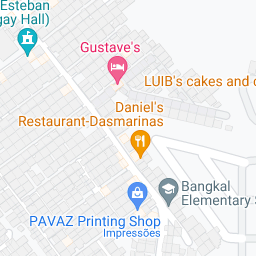 Esteban
gay Hall)
Gustave's
LUIB's cakes and c
Daniel's
Restaurant-Dasmarinas
Bangkal
Elementary S
PAVAZ Printing Shop
Impressões